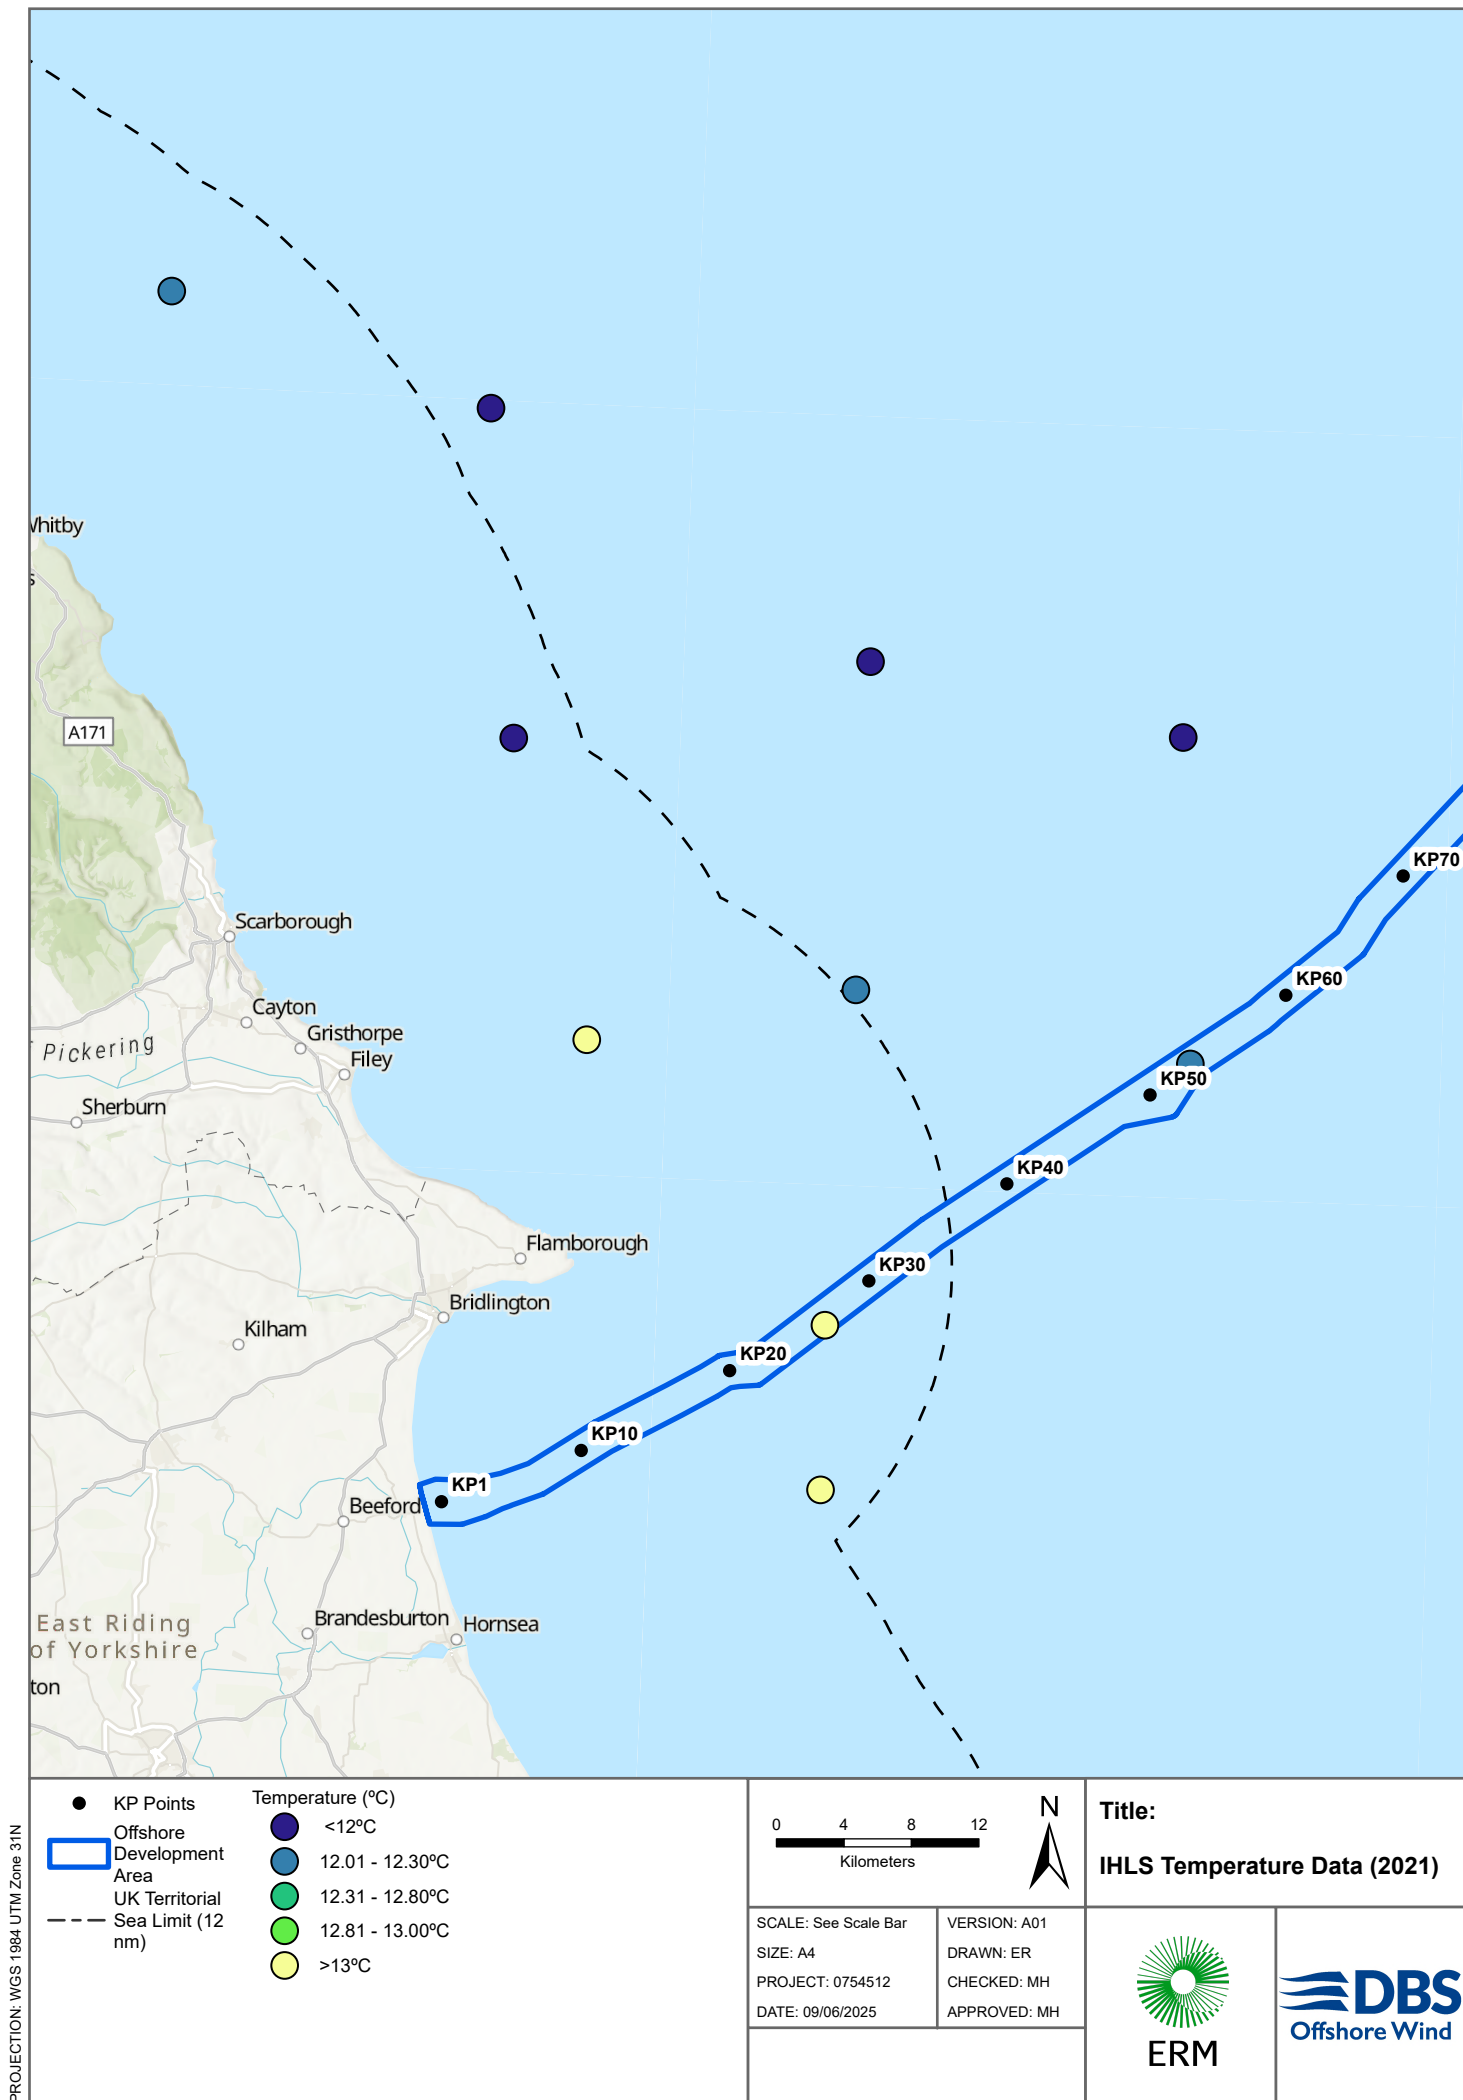 Whitby
s
A171
KP70
Scarborough
KP60
Cayton
Gristhorpe
Pickering
Filey
KP50
Sherburn
KP40
Flamborough
KP30
Bridlington
Kilham
KP20
KP10
KP1
Beeford
Brandesburton
Hornsea
East Riding
of Yorkshire
ton
PROJECTION: WGS 1984 UTM Zone 31N
KP Points
Offshore
Development
Area
UK Territorial
Sea Limit (12
nm)
Temperature (ºC)
<12ºC
12.01 - 12.30ºC
12.31 - 12.80ºC
12.81 - 13.00ºC
>13ºC
0 4 8 12
Kilometers
N
SCALE: See Scale Bar
SIZE: A4
PROJECT: 0754512
DATE: 09/06/2025
VERSION: A01
DRAWN: ER
CHECKED: MH
APPROVED: MH
Title:
IHLS Temperature Data (2021)
ERM
DBS
Offshore Wind